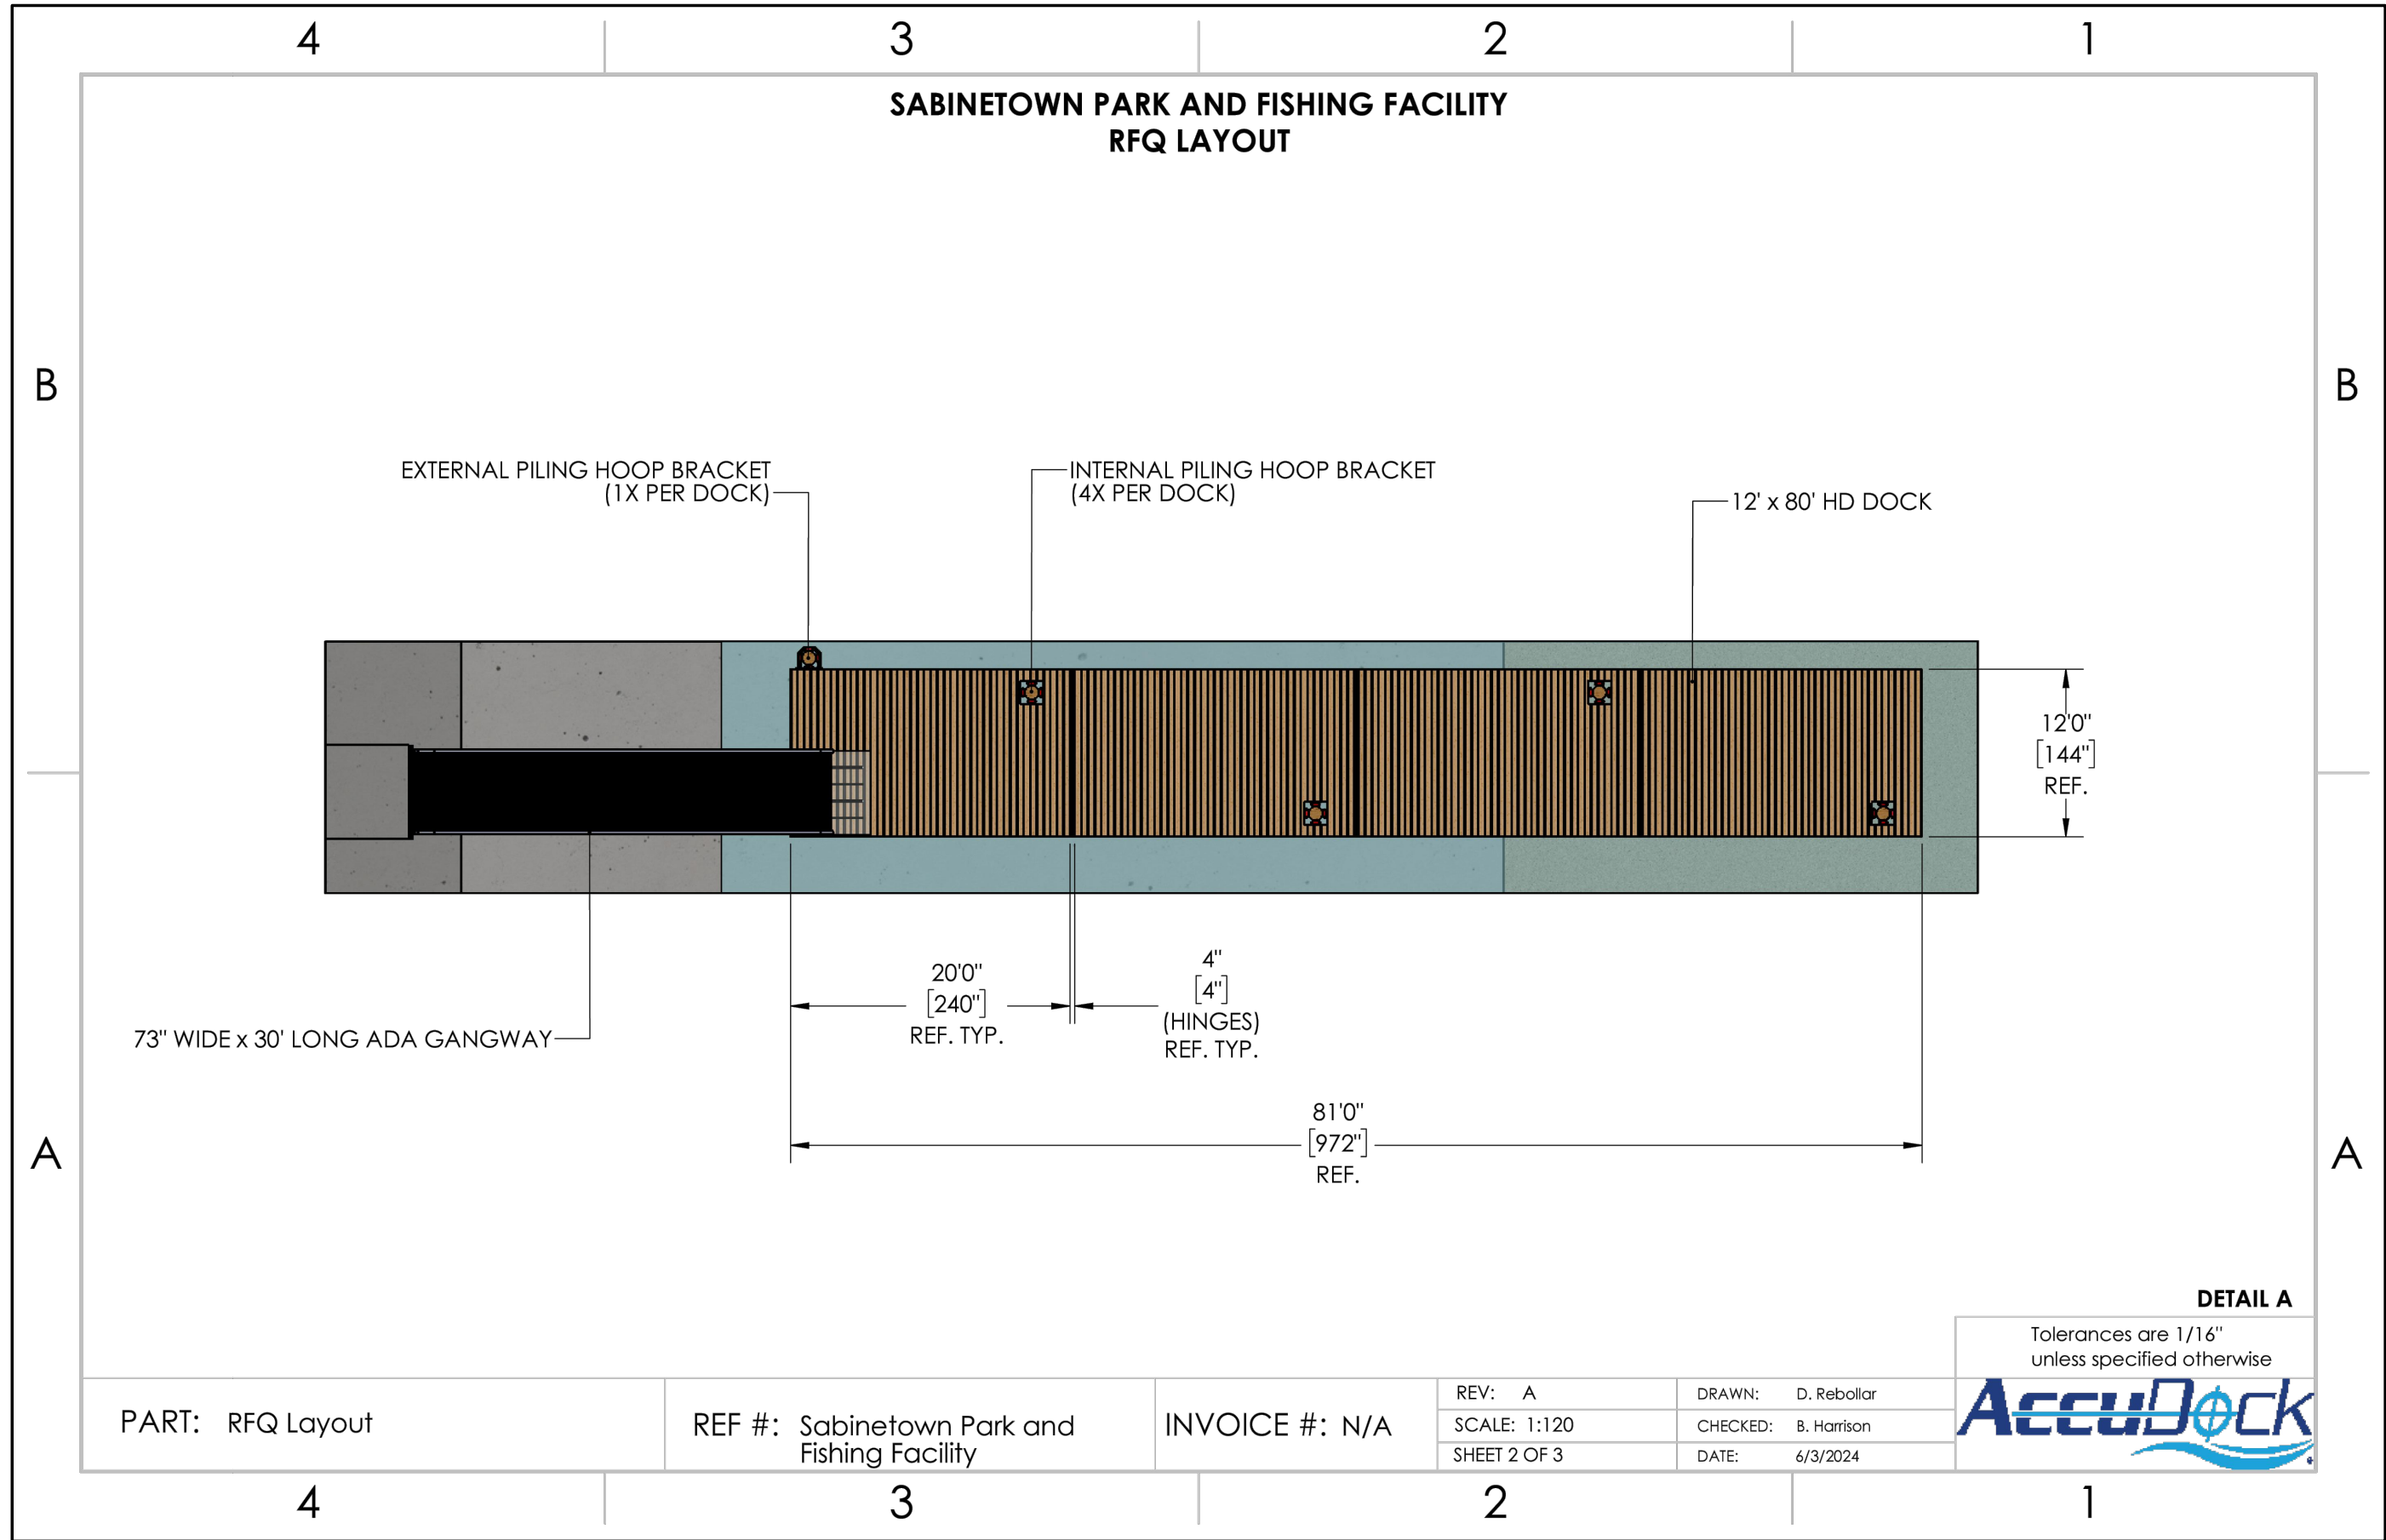 4 3 2 1
SABINETOWN PARK AND FISHING FACILITY
RFQ LAYOUT
B B
EXTERNAL PILING HOOP BRACKET
(1X PER DOCK)
INTERNAL PILING HOOP BRACKET
(4X PER DOCK)
12' x 80' HD DOCK
12'0"
[144"]
REF.
20'0"
[240"]
REF. TYP.
4"
[4"]
(HINGES)
REF. TYP.
73" WIDE x 30' LONG ADA GANGWAY
81'0"
[972"]
REF.
A A
DETAIL A
Tolerances are 1/16"
unless specified otherwise
PART: RFQ Layout
REF #: Sabinetown Park and
Fishing Facility
INVOICE #: N/A
REV: A
SCALE: 1:120
SHEET 2 OF 3
DRAWN: D. Rebollar
CHECKED: B. Harrison
DATE: 6/3/2024
AccuDock
4 3 2 1